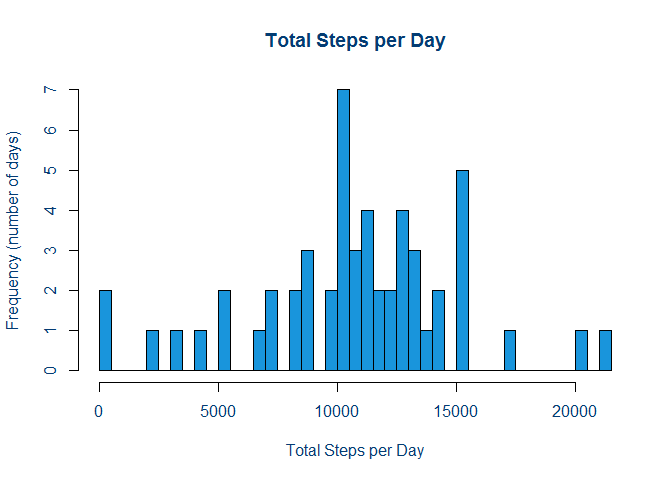 Total Steps per Day
Frequency (number of days)
7
6
5
4
3
2
1
0
0 5000 10000 15000 20000
Total Steps per Day